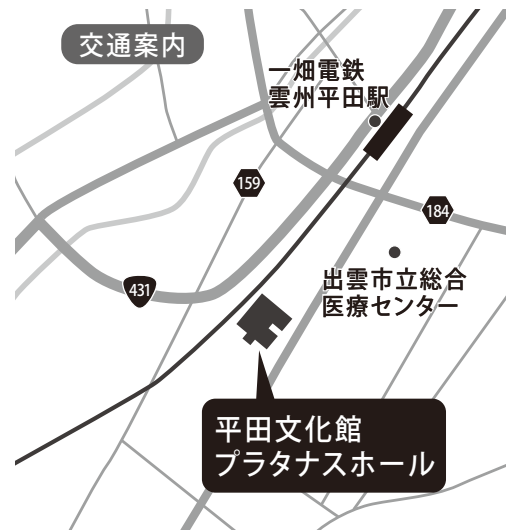 交通案内
一畑電鉄
雲州平田駅
159
184
出雲市立総合
医療センター
431
平田文化館
プラタナスホール